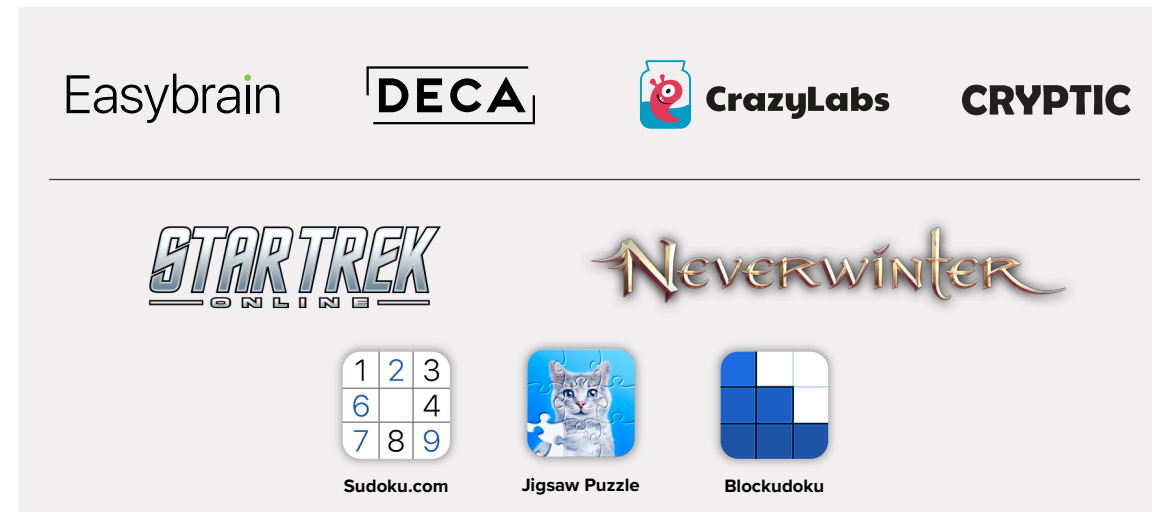 Easybrain
DECA
CrazyLabs
CRYPTIC
STAR TREK
ONLINE
NEVERWINTER
1 2 3
6 4
7 8 9
Sudoku.com
Jigsaw Puzzle
Blockudoku